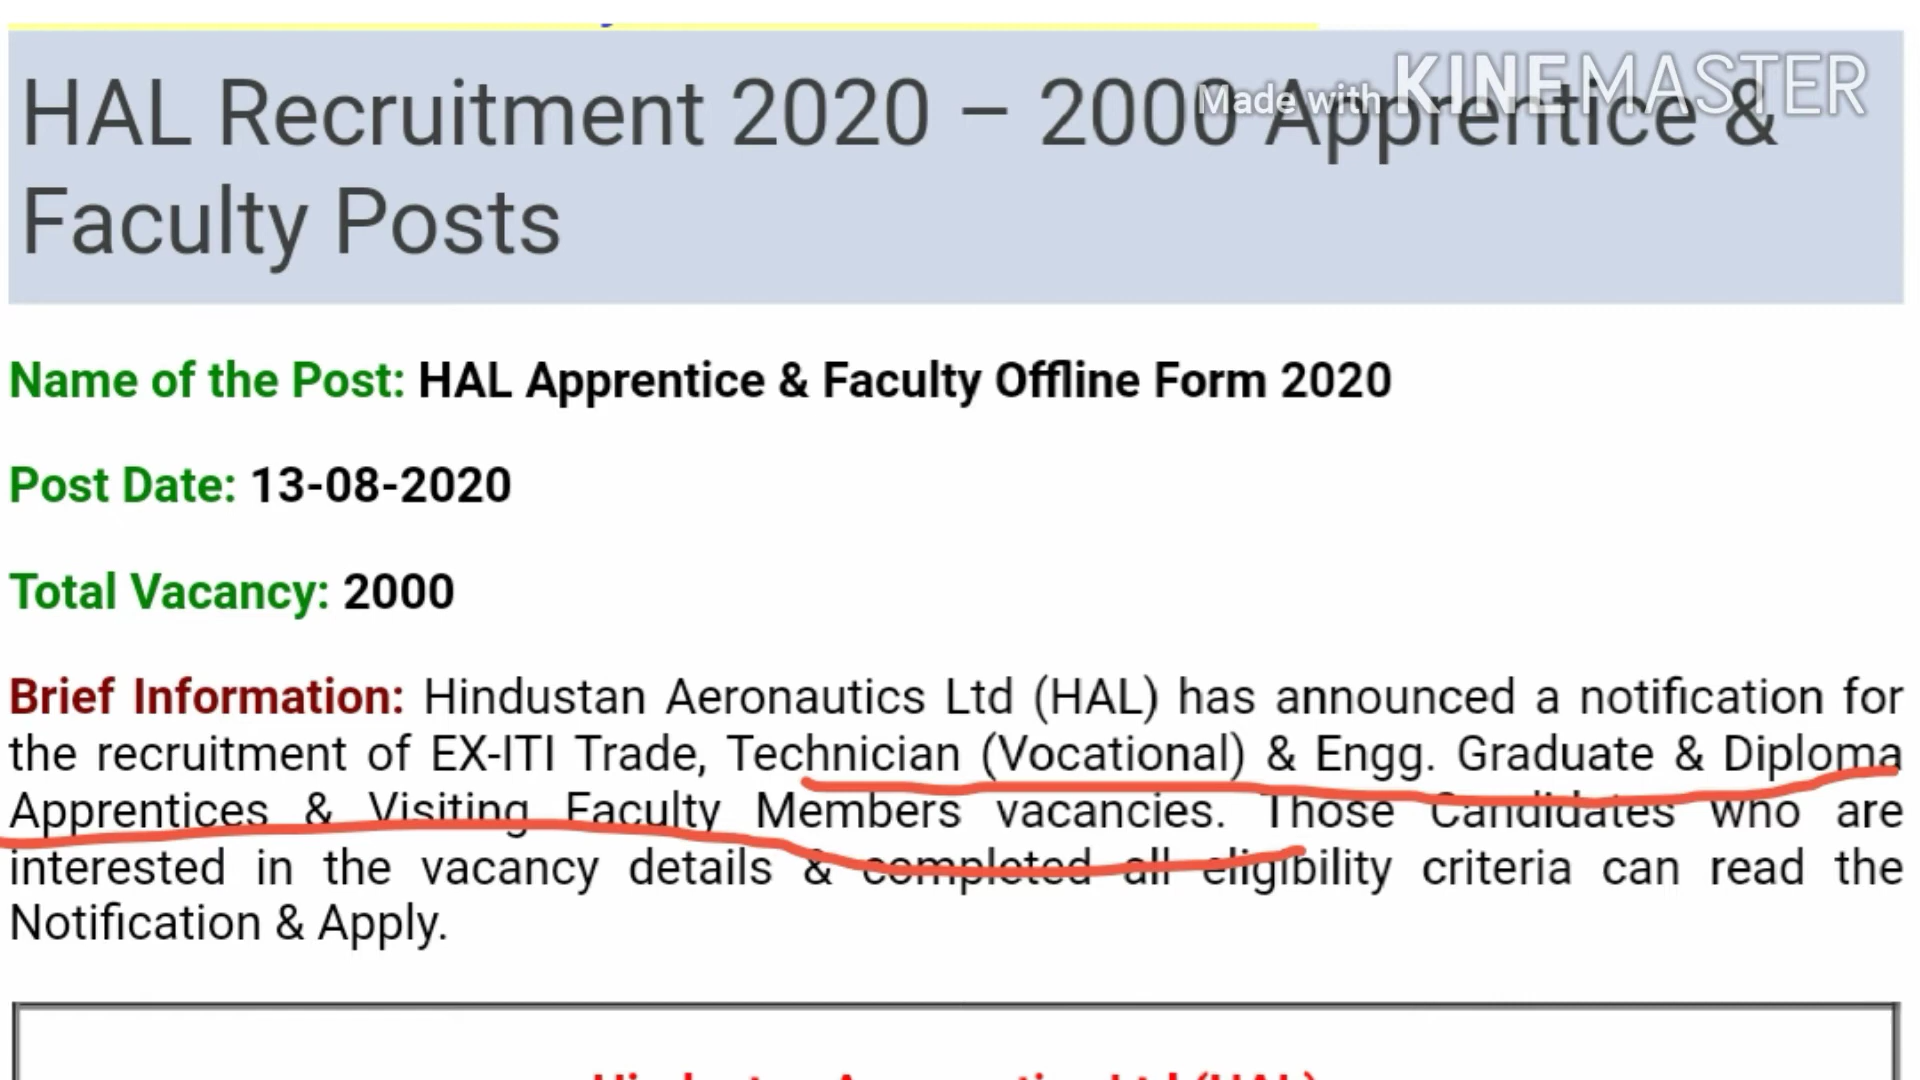 Made with KINEMASTER
HAL Recruitment 2020 – 2000 Apprentice &
Faculty Posts
Name of the Post: HAL Apprentice & Faculty Offline Form 2020
Post Date: 13-08-2020
Total Vacancy: 2000
Brief Information: Hindustan Aeronautics Ltd (HAL) has announced a notification for
the recruitment of EX-ITI Trade, Technician (Vocational) & Engg. Graduate & Diploma
Apprentices & Visiting Faculty Members vacancies. Those Candidates who are
interested in the vacancy details & completed all eligibility criteria can read the
Notification & Apply.